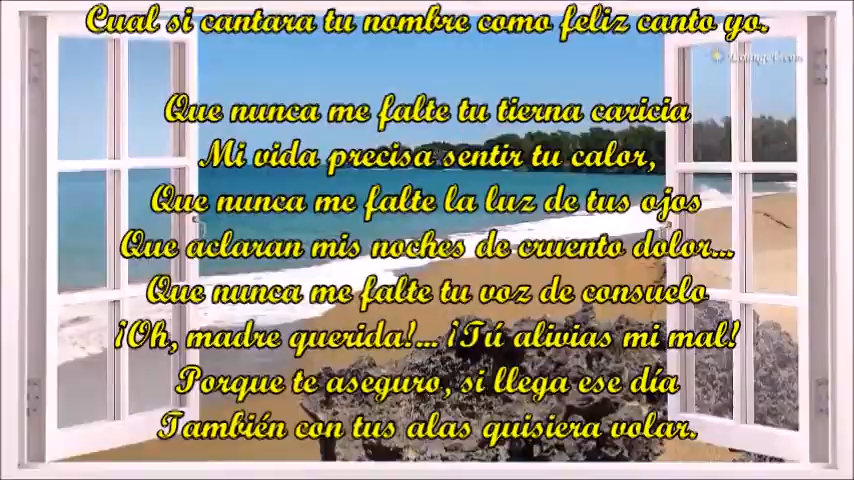 Cual si cantara tu nombre como feliz canto yo.
Que nunca me falte tu tierna caricia
Mi vida precisa sentir tu calor,
Que nunca me falte la luz de tus ojos
Que aclaran mis noches de cruento dolor...
Que nunca me falte tu voz de consuelo
¡Oh, madre querida!... ¡Tú alivias mi mal!
Porque te aseguro, si llega ese día
También con tus alas quisiera volar.